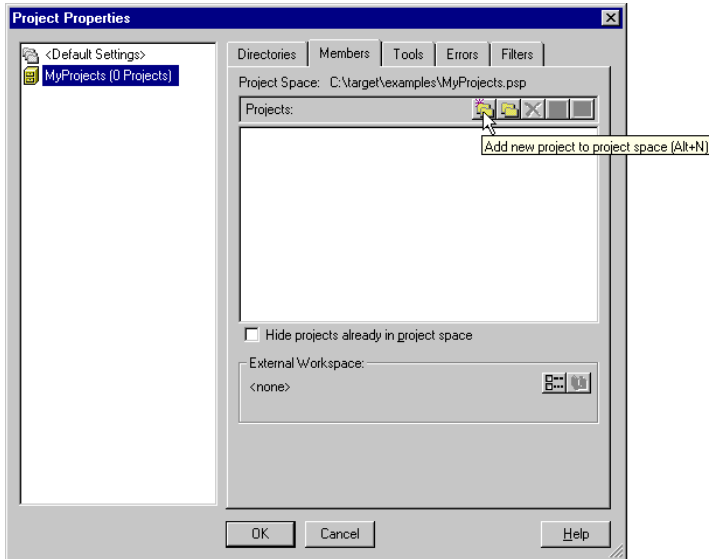 Project Properties
<Default Settings>
MyProjects (0 Projects)
Directories Members Tools Errors Filters
Project Space: C:\target\examples\MyProjects.psp
Projects:
Add new project to project space (Alt+N)
Hide projects already in project space
External Workspace:
<none>
OK Cancel Help